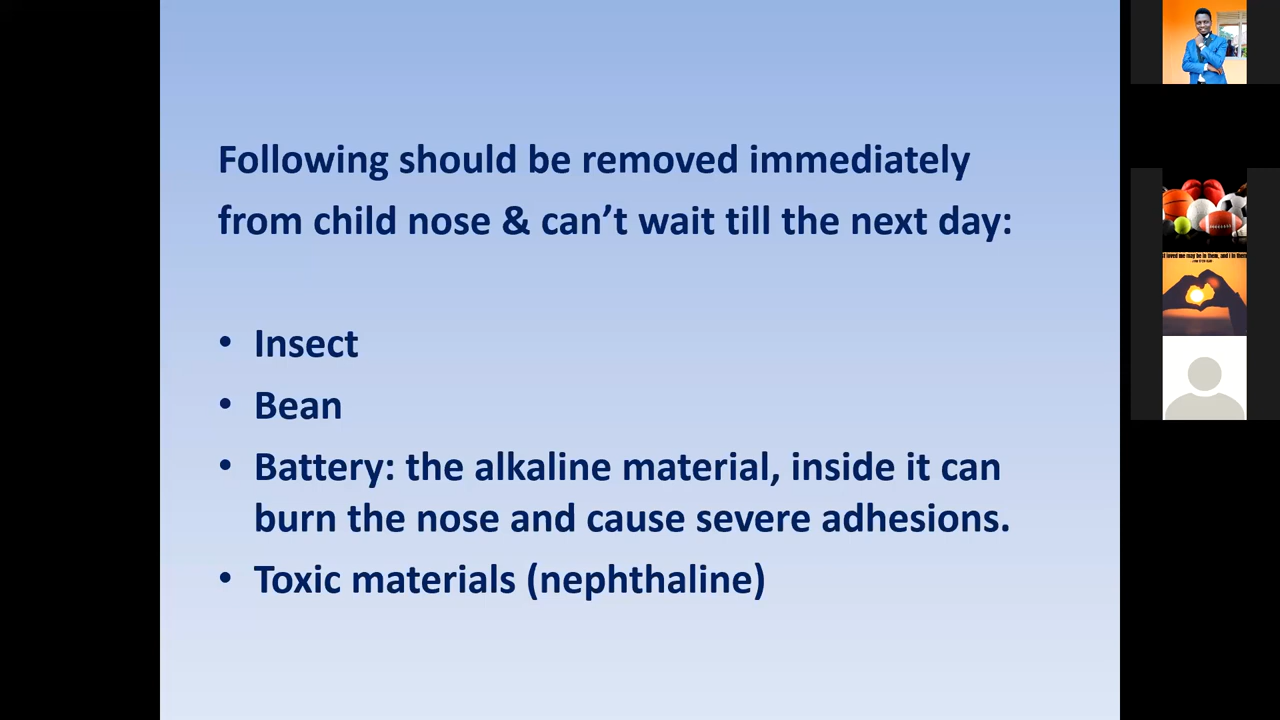 Following should be removed immediately
from child nose & can’t wait till the next day:
• Insect
• Bean
• Battery: the alkaline material, inside it can
burn the nose and cause severe adhesions.
• Toxic materials (nephthaline)